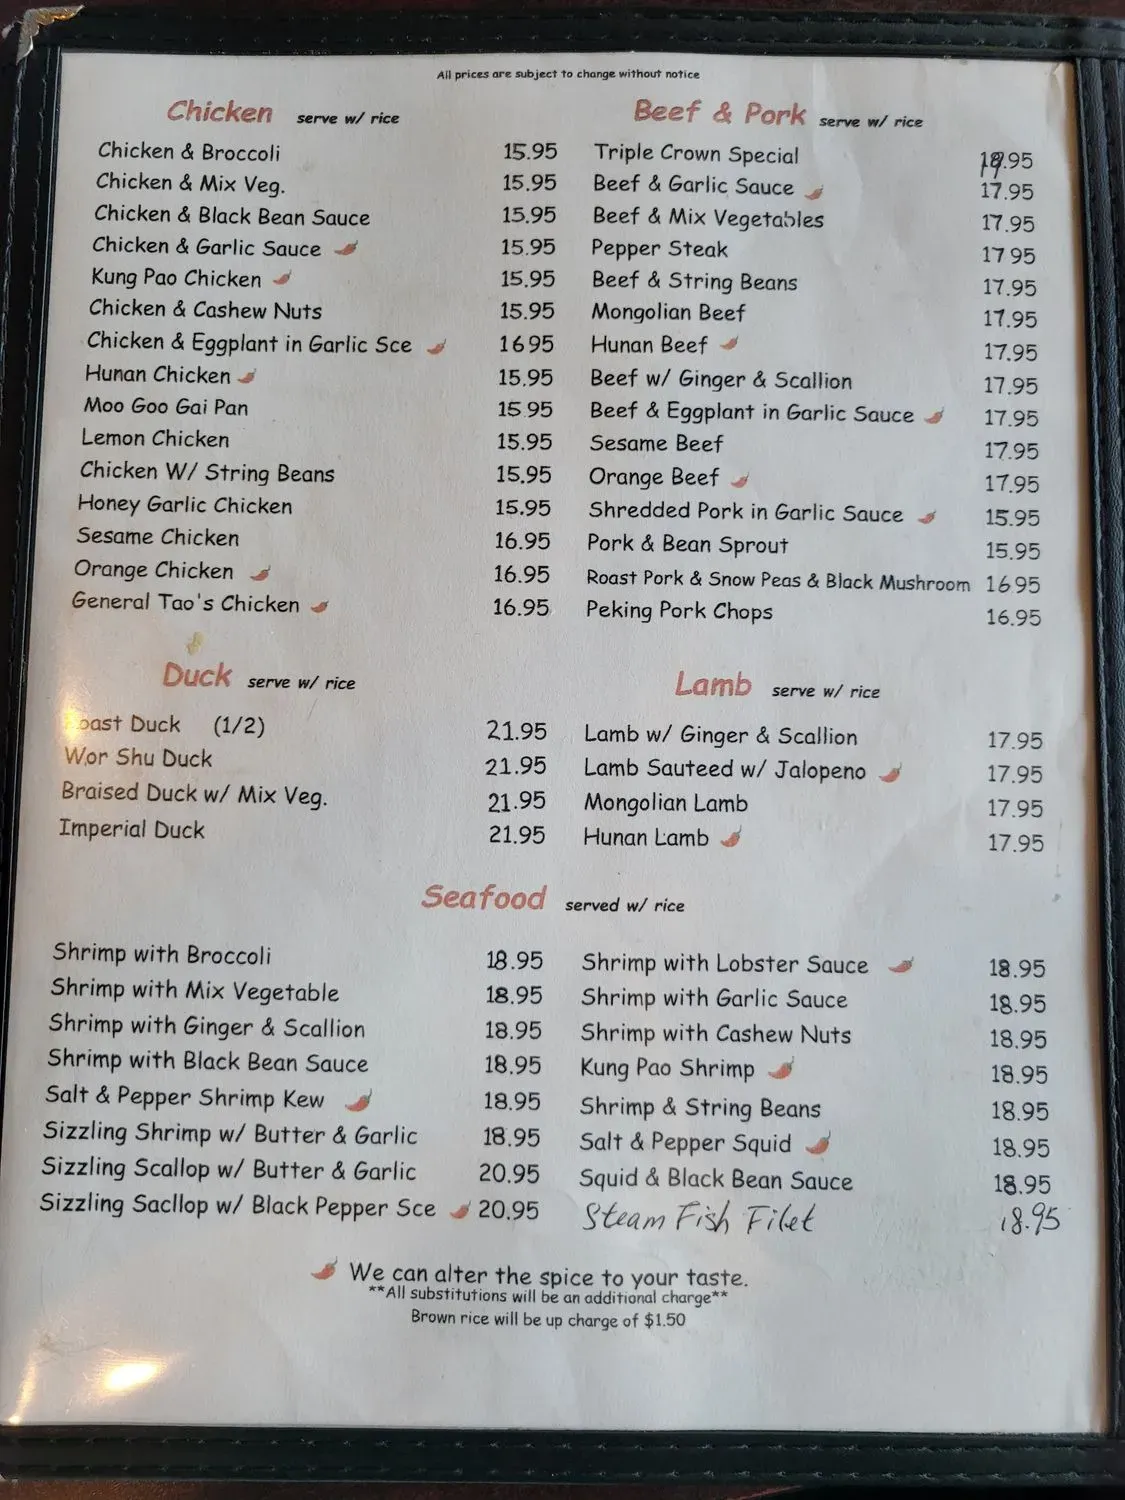 All prices are subject to change without notice
Chicken serve w/ rice
Chicken & Broccoli 15.95
Chicken & Mix Veg. 15.95
Chicken & Black Bean Sauce 15.95
Chicken & Garlic Sauce 15.95
Kung Pao Chicken 15.95
Chicken & Cashew Nuts 15.95
Chicken & Eggplant in Garlic Sce 16 95
Hunan Chicken 15.95
Moo Goo Gai Pan 15 95
Lemon Chicken 15.95
Chicken W/ String Beans 15.95
Honey Garlic Chicken 15.95
Sesame Chicken 16.95
Orange Chicken 16.95
General Tao's Chicken 16.95
Beef & Pork serve w/ rice
Triple Crown Special 19.95
Beef & Garlic Sauce 17.95
Beef & Mix Vegetables 17.95
Pepper Steak 17 95
Beef & String Beans 17.95
Mongolian Beef 17.95
Hunan Beef 17.95
Beef w/ Ginger & Scallion 17.95
Beef & Eggplant in Garlic Sauce 17.95
Sesame Beef 17.95
Orange Beef 17.95
Shredded Pork in Garlic Sauce 15.95
Pork & Bean Sprout 15.95
Roast Pork & Snow Peas & Black Mushroom 16 95
Peking Pork Chops 16.95
Duck serve w/ rice
Roast Duck (1/2) 21.95
Wor Shu Duck 21.95
Braised Duck w/ Mix Veg. 21.95
Imperial Duck 21.95
Lamb serve w/ rice
Lamb w/ Ginger & Scallion 17.95
Lamb Sauteed w/ Jalopeno 17.95
Mongolian Lamb 17.95
Hunan Lamb 17.95
Seafood served w/ rice
Shrimp with Broccoli 18.95
Shrimp with Mix Vegetable 18.95
Shrimp with Ginger & Scallion 18.95
Shrimp with Black Bean Sauce 18.95
Salt & Pepper Shrimp Kew 18.95
Sizzling Shrimp w/ Butter & Garlic 18.95
Sizzling Scallop w/ Butter & Garlic 20.95
Sizzling Sacllop w/ Black Pepper Sce 20.95
Shrimp with Lobster Sauce 18.95
Shrimp with Garlic Sauce 18.95
Shrimp with Cashew Nuts 18.95
Kung Pao Shrimp 18.95
Shrimp & String Beans 18.95
Salt & Pepper Squid 18.95
Squid & Black Bean Sauce 18.95
Steam Fish Filet 18.95
We can alter the spice to your taste.
**All substitutions will be an additional charge**
Brown rice will be up charge of $1.50